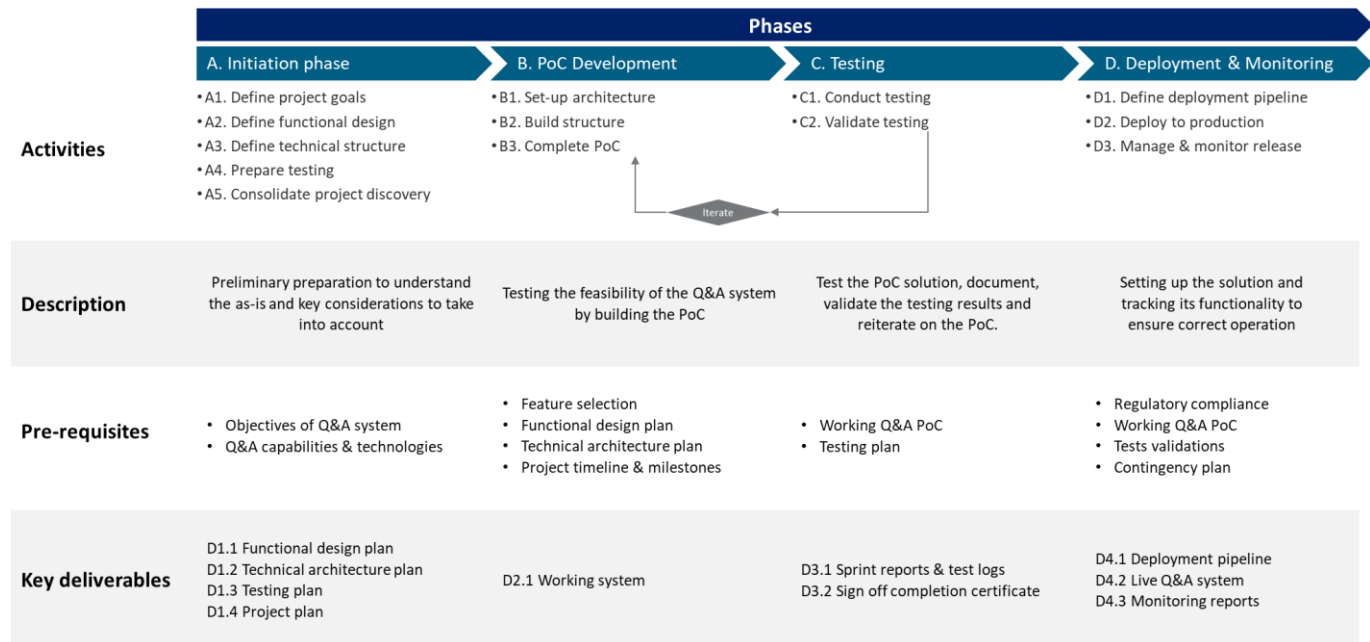 Phases
A. Initiation phase
B. PoC Development
C. Testing
D. Deployment & Monitoring
Activities
• A1. Define project goals
• A2. Define functional design
• A3. Define technical structure
• A4. Prepare testing
• A5. Consolidate project discovery
• B1. Set-up architecture
• B2. Build structure
• B3. Complete PoC
• C1. Conduct testing
• C2. Validate testing
Iterate
• D1. Define deployment pipeline
• D2. Deploy to production
• D3. Manage & monitor release
Description
Preliminary preparation to understand
the as-is and key considerations to take
into account
Testing the feasibility of the Q&A system
by building the PoC
Test the PoC solution, document,
validate the testing results and
reiterate on the PoC.
Setting up the solution and
tracking its functionality to
ensure correct operation
Pre-requisites
• Objectives of Q&A system
• Q&A capabilities & technologies
• Feature selection
• Functional design plan
• Technical architecture plan
• Project timeline & milestones
• Working Q&A PoC
• Testing plan
• Regulatory compliance
• Working Q&A PoC
• Tests validations
• Contingency plan
Key deliverables
D1.1 Functional design plan
D1.2 Technical architecture plan
D1.3 Testing plan
D1.4 Project plan
D2.1 Working system
D3.1 Sprint reports & test logs
D3.2 Sign off completion certificate
D4.1 Deployment pipeline
D4.2 Live Q&A system
D4.3 Monitoring reports